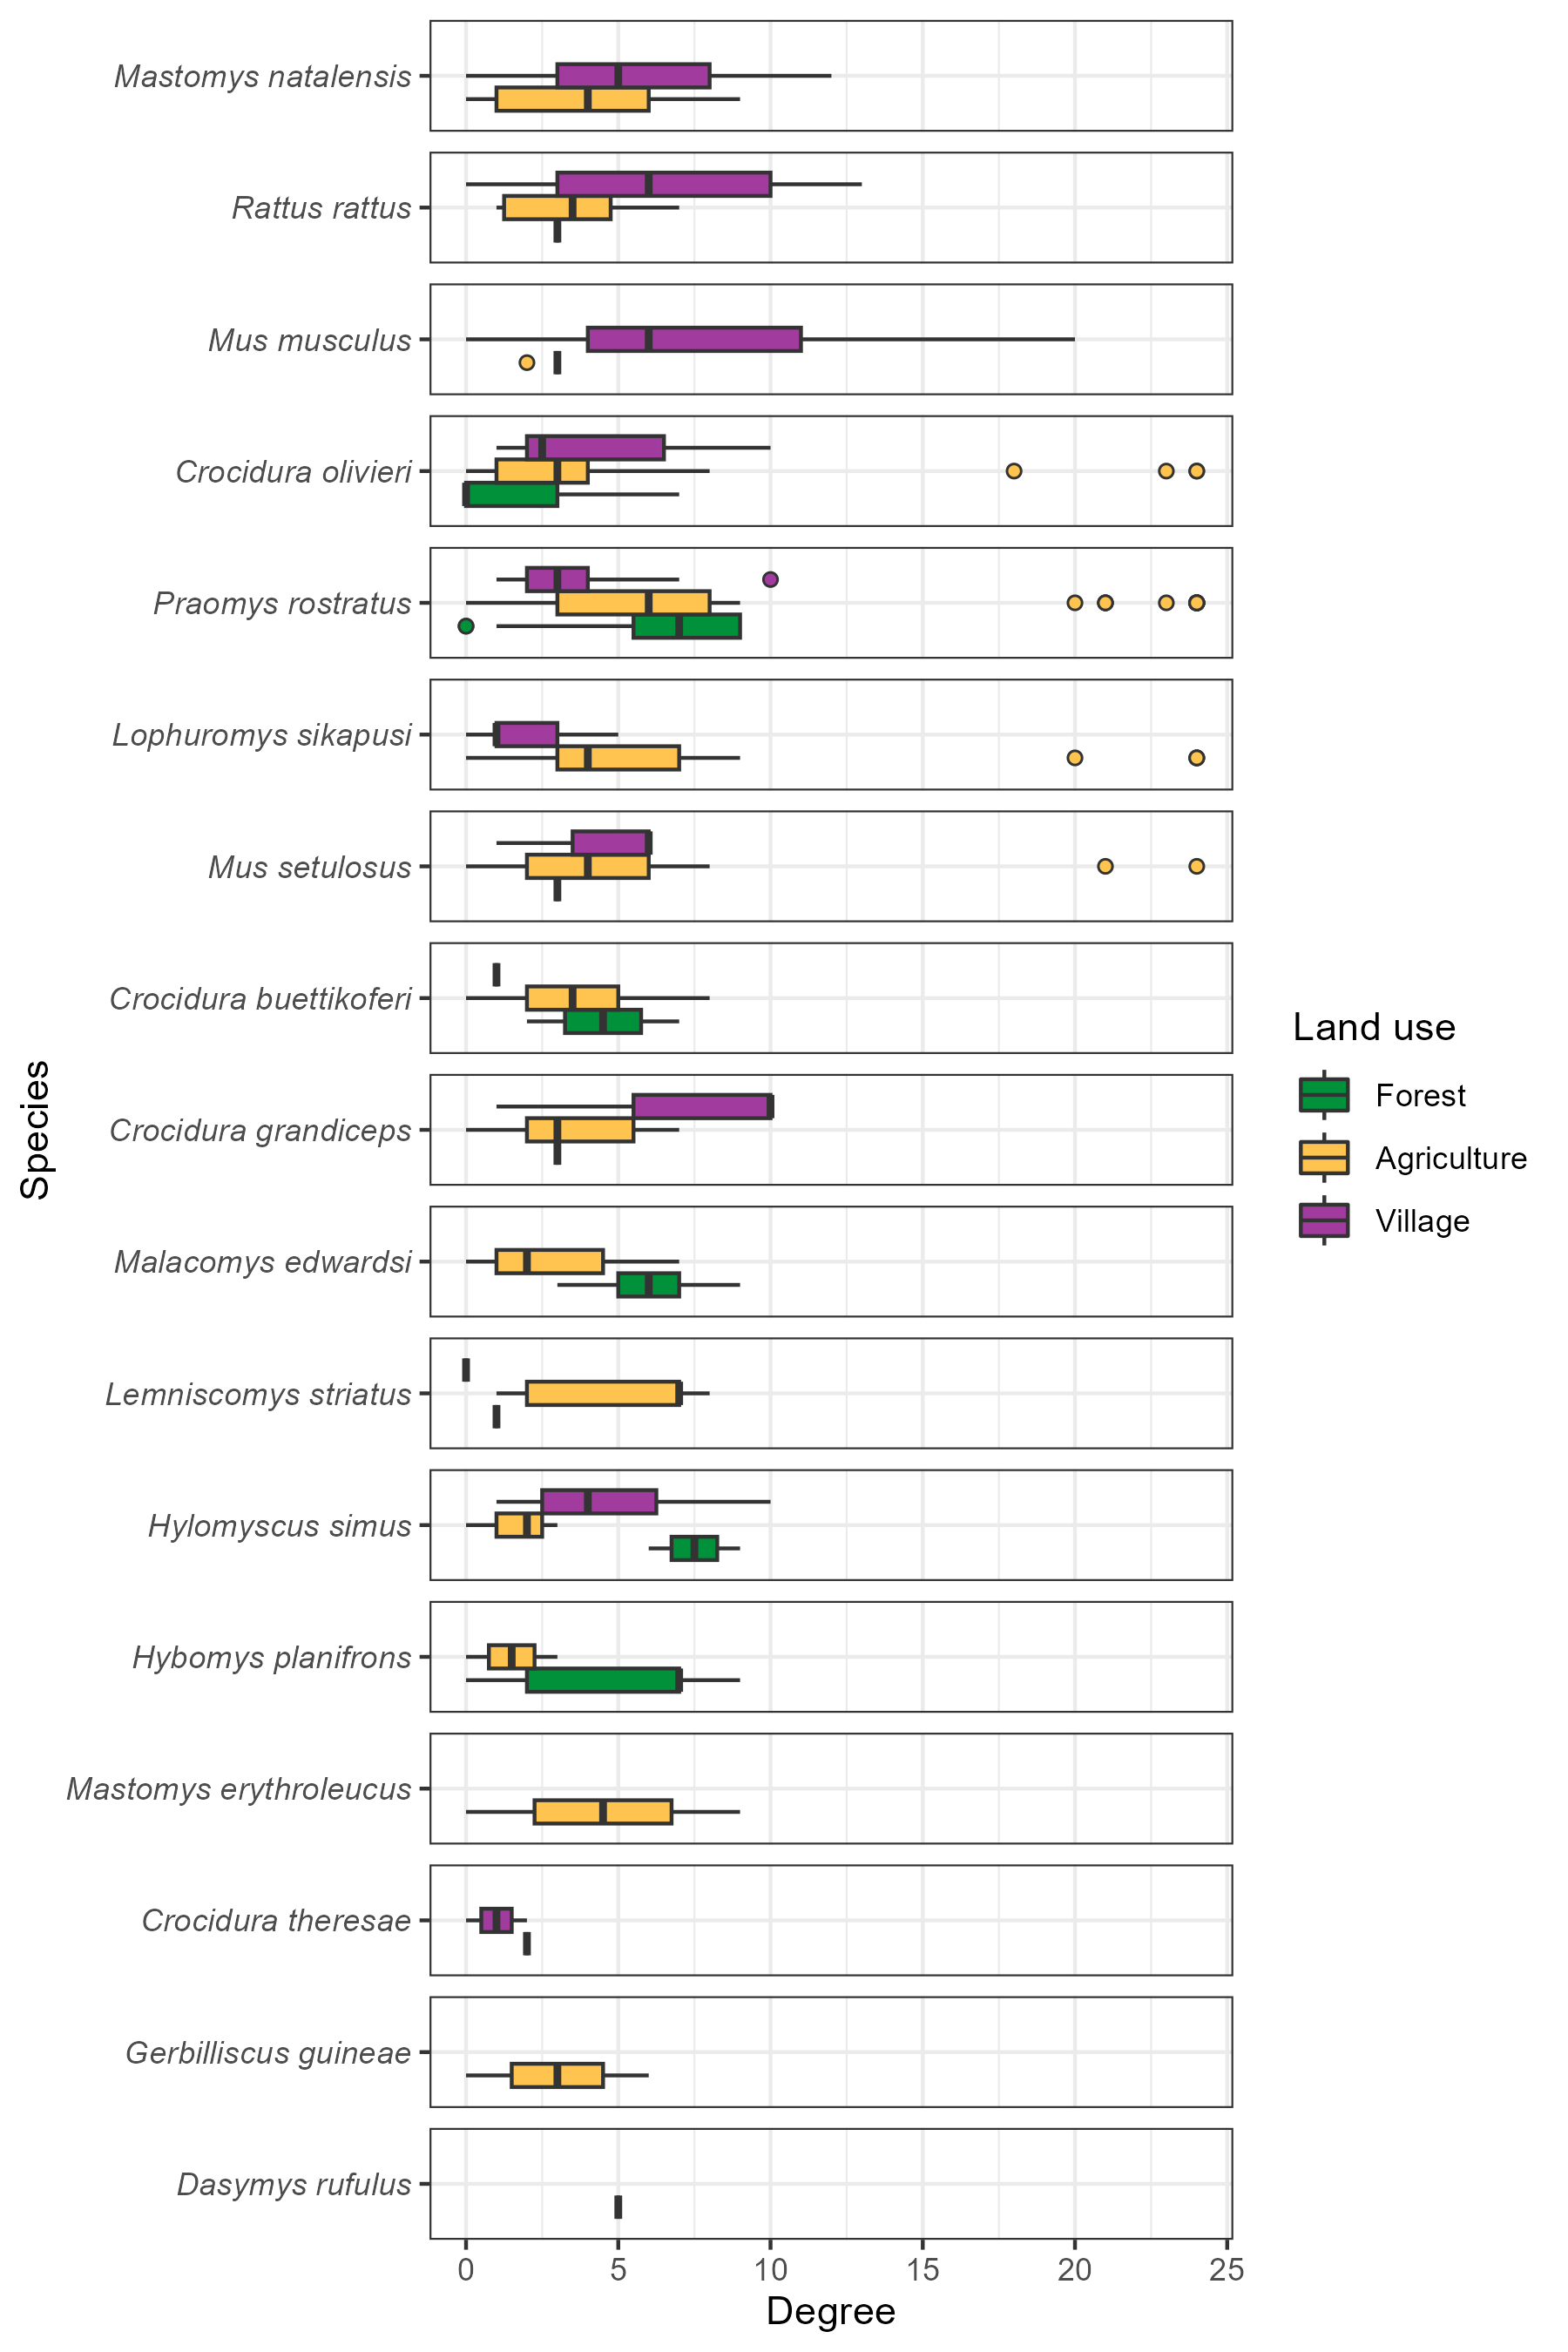 Mastomys natalensis
Rattus rattus
Mus musculus
Crocidura olivieri
Praomys rostratus
Lophuromys sikapusi
Mus setulosus
Crocidura buettikoferi
Crocidura grandiceps
Malacomys edwardsi
Lemniscomys striatus
Hylomyscus simus
Hybomys planifrons
Mastomys erythroleucus
Crocidura theresae
Gerbilliscus guineae
Dasymys rufulus
0 5 10 15 20 25
Degree
Species
Land use
Forest
Agriculture
Village